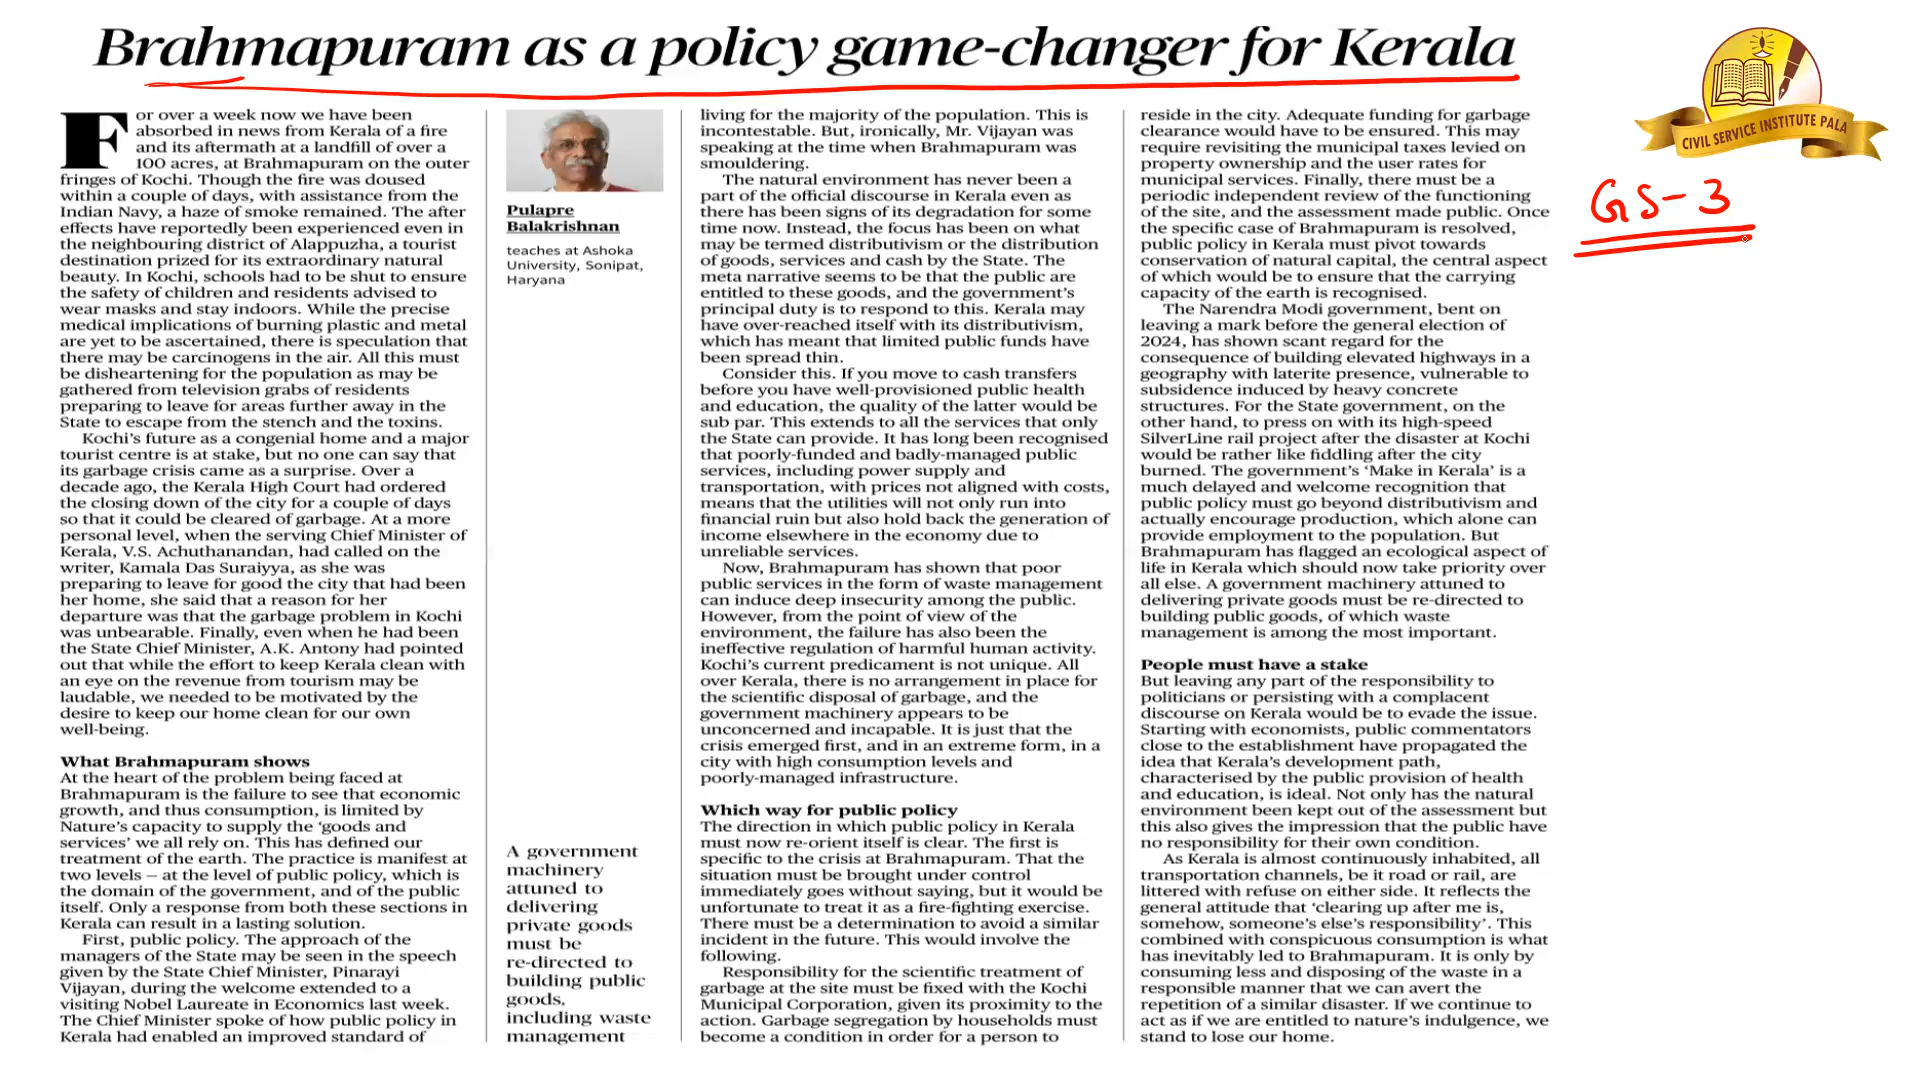 Brahmapuram as a policy game-changer for Kerala
For over a week now we have been
absorbed in news from Kerala of a fire
and its aftermath at a landfill of over a
100 acres, at Brahmapuram on the outer
fringes of Kochi. Though the fire was doused
within a couple of days, with assistance from the
Indian Navy, a haze of smoke remained. The after
effects have reportedly been experienced even in
the neighbouring district of Alappuzha, a tourist
destination prized for its extraordinary natural
beauty. In Kochi, schools had to be shut to ensure
the safety of children and residents advised to
wear masks and stay indoors. While the precise
medical implications of burning plastic and metal
are yet to be ascertained, there is speculation that
there may be carcinogens in the air. All this must
be disheartening for the population as may be
gathered from television grabs of residents
preparing to leave for areas further away in the
State to escape from the stench and the toxins.
Kochi's future as a congenial home and a major
tourist centre is at stake, but no one can say that
its garbage crisis came as a surprise. Over a
decade ago, the Kerala High Court had ordered
the closing down of the city for a couple of days
so that it could be cleared of garbage. At a more
personal level, when the serving Chief Minister of
Kerala, V.S. Achuthanandan, had called on the
writer, Kamala Das Suraiyya, as she was
preparing to leave for good the city that had been
her home, she said that a reason for her
departure was that the garbage problem in Kochi
was unbearable. Finally, even when he had been
the State Chief Minister, A.K. Antony had pointed
out that while the effort to keep Kerala clean with
an eye on the revenue from tourism may be
laudable, we needed to be motivated by the
desire to keep our home clean for our own
well-being.
What Brahmapuram shows
At the heart of the problem being faced at
Brahmapuram is the failure to see that economic
growth, and thus consumption, is limited by
Nature's capacity to supply the 'goods and
services' we all rely on. This has defined our
treatment of the earth. The practice is manifest at
two levels — at the level of public policy, which is
the domain of the government, and of the public
itself. Only a response from both these sections in
Kerala can result in a lasting solution.
First, public policy. The approach of the
managers of the State may be seen in the speech
given by the State Chief Minister, Pinarayi
Vijayan, during the welcome extended to a
visiting Nobel Laureate in Economics last week.
The Chief Minister spoke of how public policy in
Kerala had enabled an improved standard of
Pulapre
Balakrishnan
teaches at Ashoka
University, Sonipat,
Haryana
A government
machinery
attuned to
delivering
private goods
must be
re-directed to
building public
goods,
including waste
management
living for the majority of the population. This is
incontestable. But, ironically, Mr. Vijayan was
speaking at the time when Brahmapuram was
smouldering.
The natural environment has never been a
part of the official discourse in Kerala even as
there has been signs of its degradation for some
time now. Instead, the focus has been on what
may be termed distributivism or the distribution
of goods, services and cash by the State. The
meta narrative seems to be that the public are
entitled to these goods, and the government's
principal duty is to respond to this. Kerala may
have over-reached itself with its distributivism,
which has meant that limited public funds have
been spread thin.
Consider this. If you move to cash transfers
before you have well-provisioned public health
and education, the quality of the latter would be
sub par. This extends to all the services that only
the State can provide. It has long been recognised
that poorly-funded and badly-managed public
services, including power supply and
transportation, with prices not aligned with costs,
means that the utilities will not only run into
financial ruin but also hold back the generation of
income elsewhere in the economy due to
unreliable services.
Now, Brahmapuram has shown that poor
public services in the form of waste management
can induce deep insecurity among the public.
However, from the point of view of the
environment, the failure has also been the
ineffective regulation of harmful human activity.
Kochi's current predicament is not unique. All
over Kerala, there is no arrangement in place for
the scientific disposal of garbage, and the
government machinery appears to be
unconcerned and incapable. It is just that the
crisis emerged first, and in an extreme form, in a
city with high consumption levels and
poorly-managed infrastructure.
Which way for public policy
The direction in which public policy in Kerala
must now re-orient itself is clear. The first is
specific to the crisis at Brahmapuram. That the
situation must be brought under control
immediately goes without saying, but it would be
unfortunate to treat it as a fire-fighting exercise.
There must be a determination to avoid a similar
incident in the future. This would involve the
following.
Responsibility for the scientific treatment of
garbage at the site must be fixed with the Kochi
Municipal Corporation, given its proximity to the
action. Garbage segregation by households must
become a condition in order for a person to
reside in the city. Adequate funding for garbage
clearance would have to be ensured. This may
require revisiting the municipal taxes levied on
property ownership and the user rates for
municipal services. Finally, there must be a
periodic independent review of the functioning
of the site, and the assessment made public. Once
the specific case of Brahmapuram is resolved,
public policy in Kerala must pivot towards
conservation of natural capital, the central aspect
of which would be to ensure that the carrying
capacity of the earth is recognised.
The Narendra Modi government, bent on
leaving a mark before the general election of
2024, has shown scant regard for the
consequence of building elevated highways in a
geography with laterite presence, vulnerable to
subsidence induced by heavy concrete
structures. For the State government, on the
other hand, to press on with its high-speed
SilverLine rail project after the disaster at Kochi
would be rather like fiddling after the city
burned. The government's 'Make in Kerala' is a
much delayed and welcome recognition that
public policy must go beyond distributivism and
actually encourage production, which alone can
provide employment to the population. But
Brahmapuram has flagged an ecological aspect of
life in Kerala which should now take priority over
all else. A government machinery attuned to
delivering private goods must be re-directed to
building public goods, of which waste
management is among the most important.
People must have a stake
But leaving any part of the responsibility to
politicians or persisting with a complacent
discourse on Kerala would be to evade the issue.
Starting with economists, public commentators
close to the establishment have propagated the
idea that Kerala's development path,
characterised by the public provision of health
and education, is ideal. Not only has the natural
environment been kept out of the assessment but
this also gives the impression that the public have
no responsibility for their own condition.
As Kerala is almost continuously inhabited, all
transportation channels, be it road or rail, are
littered with refuse on either side. It reflects the
general attitude that 'clearing up after me is,
somehow, someone's else's responsibility'. This
combined with conspicuous consumption is what
has inevitably led to Brahmapuram. It is only by
consuming less and disposing of the waste in a
responsible manner that we can avert the
repetition of a similar disaster. If we continue to
act as if we are entitled to nature's indulgence, we
stand to lose our home.
CIVIL SERVICE INSTITUTE PALA
GS-3